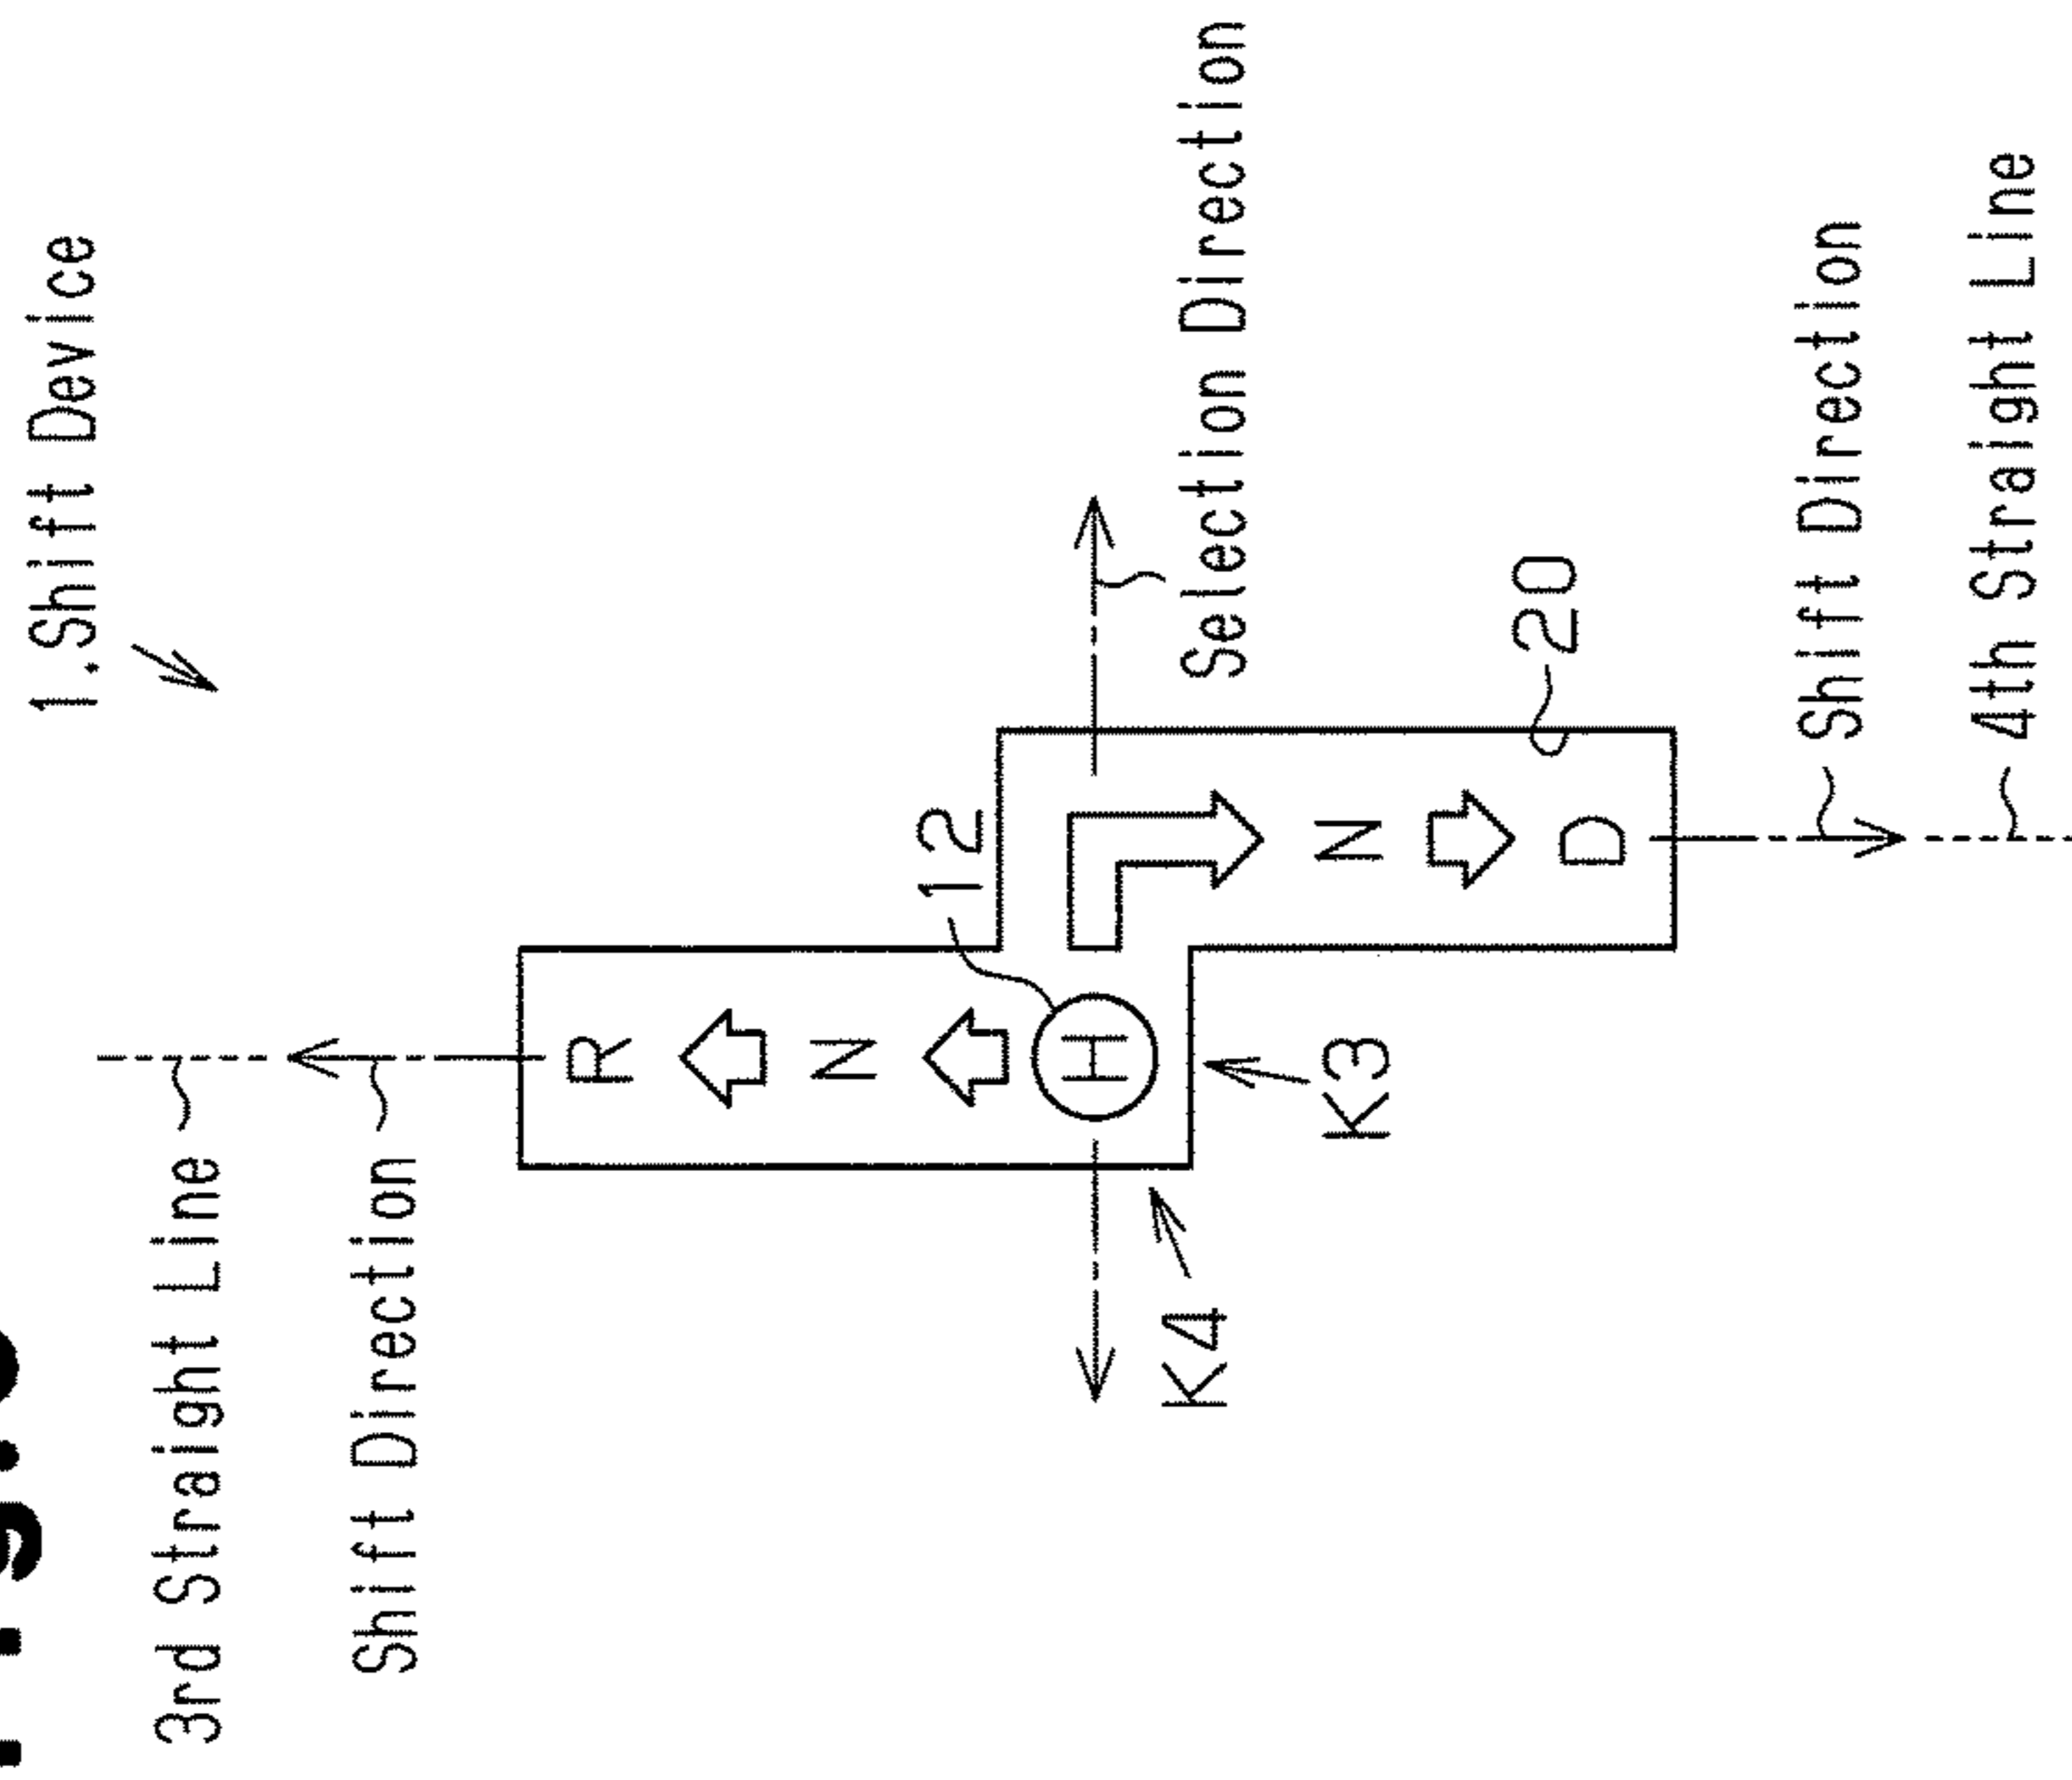 1.Shift Device
3rd Straight Line
Shift Direction
R
N
12
H
K4
Selection Direction
K3
N
20
D
Shift Direction
4th Straight Line